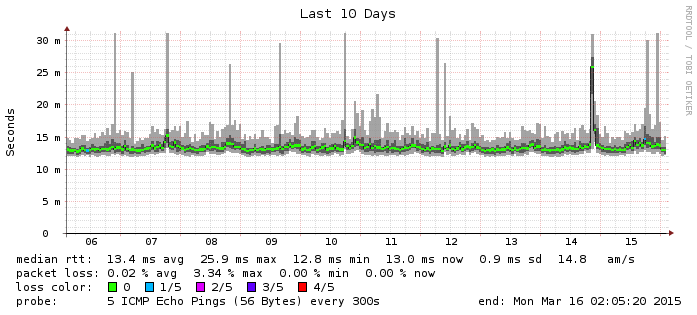 Last 10 Days
RRDTOOL / TOBI OETIKER
Seconds
30 m
25 m
20 m
15 m
10 m
5 m
0
06 07 08 09 10 11 12 13 14 15
median rtt: 13.4 ms avg 25.9 ms max 12.8 ms min 13.0 ms now 0.9 ms sd 14.8 am/s
packet loss: 0.02 % avg 3.34 % max 0.00 % min 0.00 % now
loss color: 0 1/5 2/5 3/5 4/5
probe: 5 ICMP Echo Pings (56 Bytes) every 300s end: Mon Mar 16 02:05:20 2015